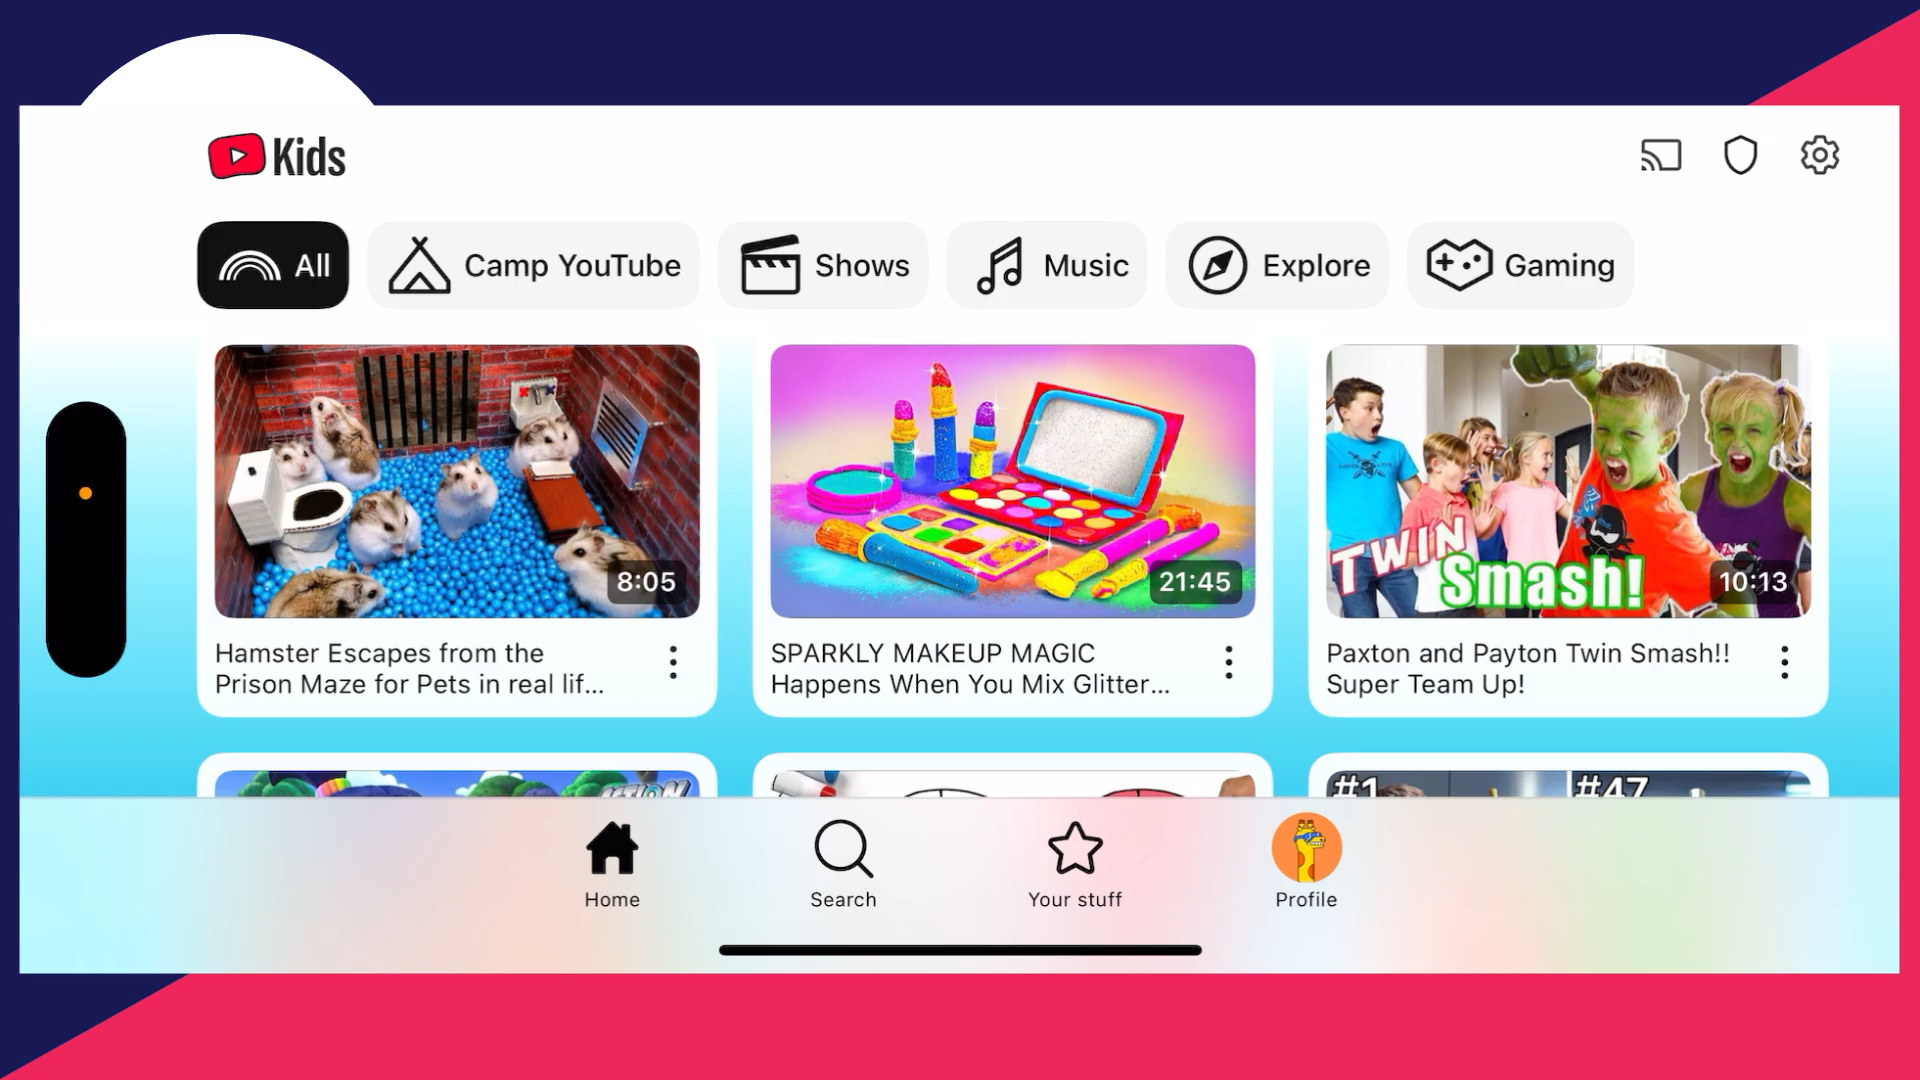 Kids
All
Camp YouTube
Shows
Music
Explore
Gaming
8:05
21:45
TWIN
Smash!
10:13
Hamster Escapes from the
Prison Maze for Pets in real lif...
SPARKLY MAKEUP MAGIC
Happens When You Mix Glitter...
Paxton and Payton Twin Smash!!
Super Team Up!
#1
#47
Home
Search
Your stuff
Profile